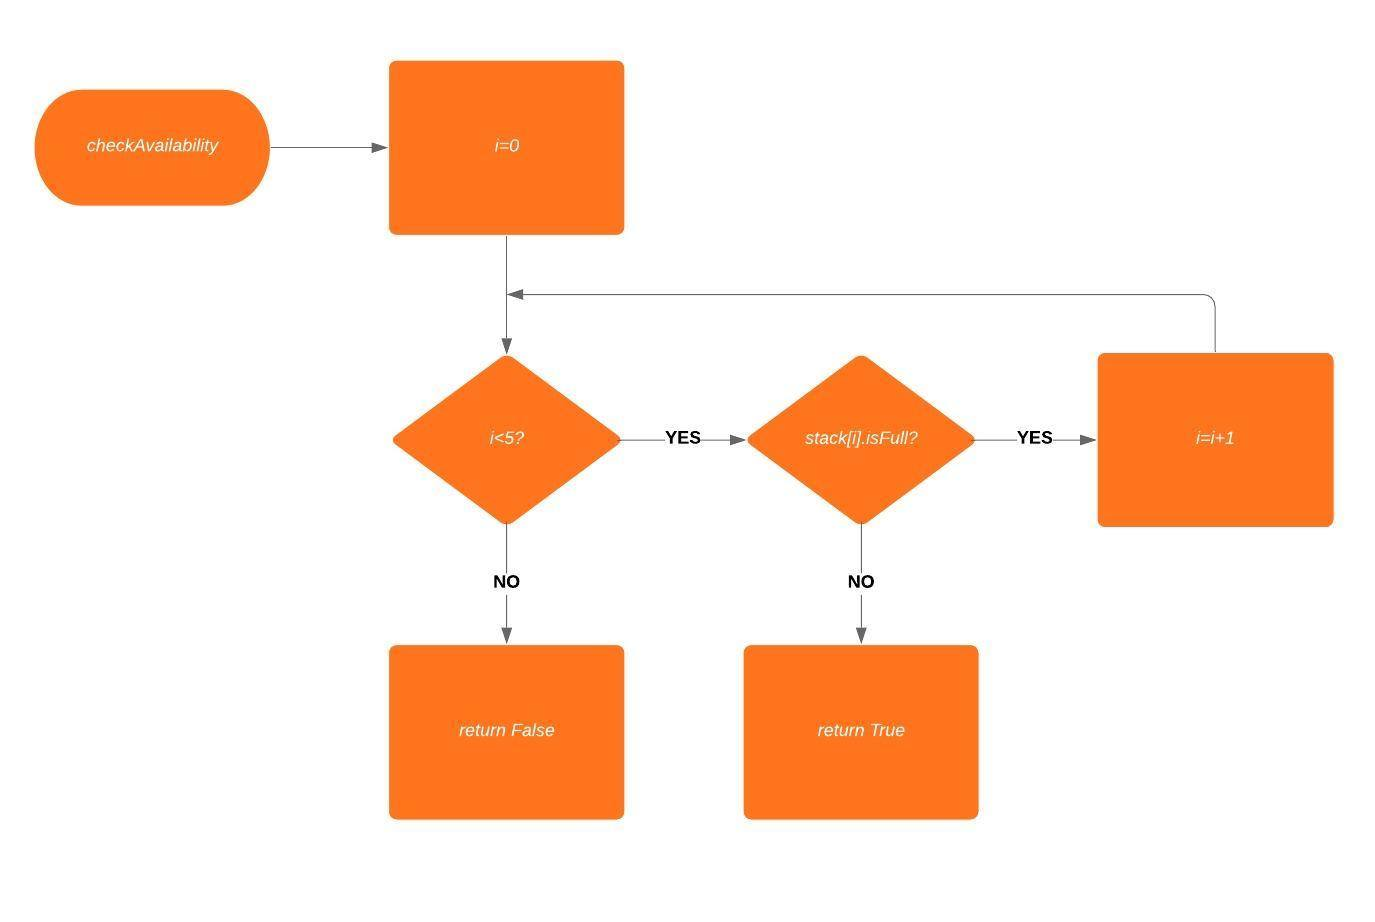 checkAvailability
i=0
i<5?
YES
stack[i].isFull?
YES
i=i+1
NO
NO
return False
return True